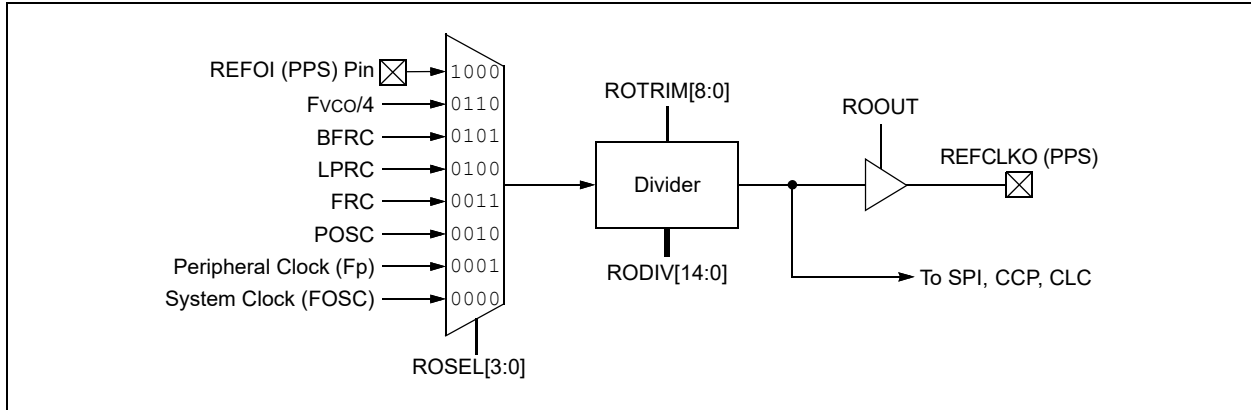 REFOI (PPS) Pin
1000
FVCO/4
0110
BFRC
0101
LPRC
0100
FRC
0011
POSC
0010
Peripheral Clock (Fp)
0001
System Clock (FOSC)
0000
ROSEL[3:0]
ROTRIM[8:0]
Divider
RODIV[14:0]
ROOUT
REFCLKO (PPS)
To SPI, CCP, CLC